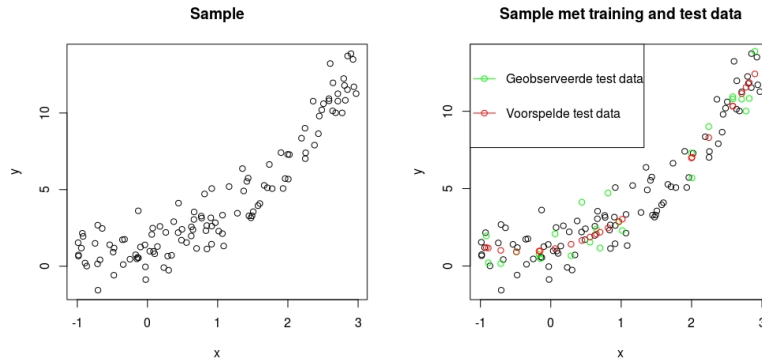 Sample
10
5
0
y
-1 0 1 2 3
x
Sample met training and test data
Geobserveerde test data
Voorspelde test data
10
5
0
y
-1 0 1 2 3
x